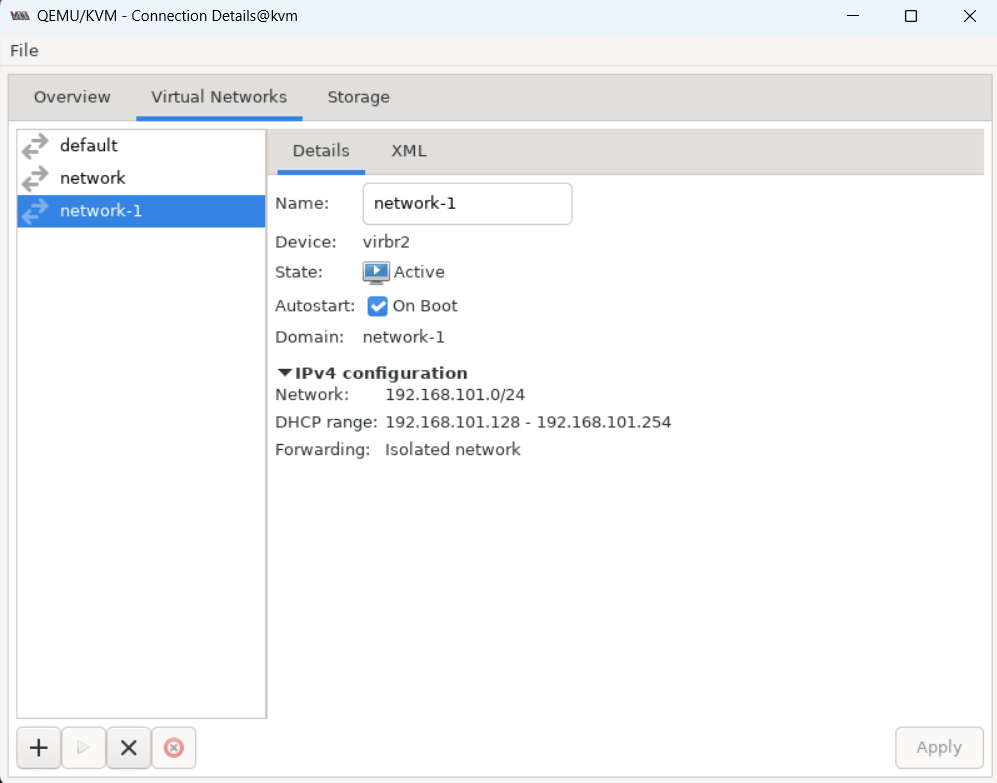 QEMU/KVM - Connection Details@kvm
File
Overview Virtual Networks Storage
default
network
network-1
Details XML
Name: network-1
Device: virbr2
State: Active
Autostart: On Boot
Domain: network-1
IPv4 configuration
Network: 192.168.101.0/24
DHCP range: 192.168.101.128 - 192.168.101.254
Forwarding: Isolated network
Apply